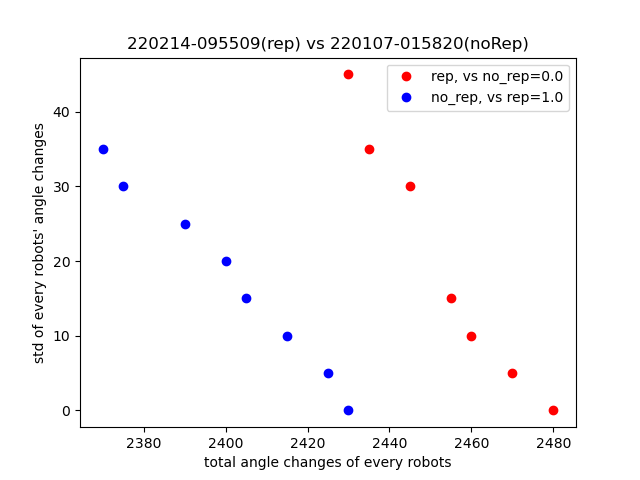 220214-095509(rep) vs 220107-015820(noRep)
rep, vs no_rep=0.0
no_rep, vs rep=1.0
std of every robots' angle changes
40
30
20
10
0
2380 2400 2420 2440 2460 2480
total angle changes of every robots